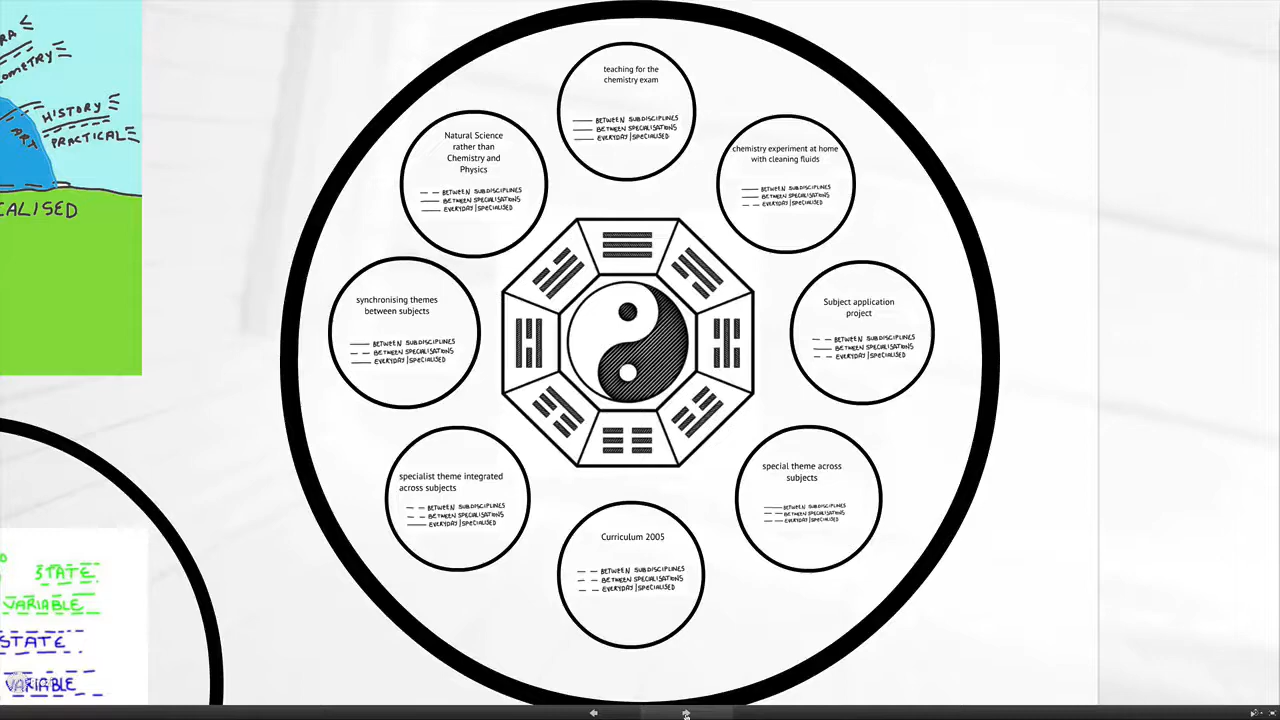 HISTORY
PRACTICAL
teaching for the
chemistry exam
BETWEEN SUBDISCIPLINES
BETWEEN SPECIALISATIONS
EVERYDAY|SPECIALISED
Natural Science
rather than
Chemistry and
Physics
BETWEEN SUBDISCIPLINES
BETWEEN SPECIALISATIONS
EVERYDAY|SPECIALISED
chemistry experiment at home
with cleaning fluids
BETWEEN SUBDISCIPLINES
BETWEEN SPECIALISATIONS
EVERYDAY|SPECIALISED
synchronising themes
between subjects
BETWEEN SUBDISCIPLINES
BETWEEN SPECIALISATIONS
EVERYDAY|SPECIALISED
Subject application
project
BETWEEN SUBDISCIPLINES
BETWEEN SPECIALISATIONS
EVERYDAY|SPECIALISED
specialist theme integrated
across subjects
BETWEEN SUBDISCIPLINES
BETWEEN SPECIALISATIONS
EVERYDAY|SPECIALISED
special theme across
subjects
BETWEEN SUBDISCIPLINES
BETWEEN SPECIALISATIONS
EVERYDAY|SPECIALISED
Curriculum 2005
BETWEEN SUBDISCIPLINES
BETWEEN SPECIALISATIONS
EVERYDAY|SPECIALISED
STATE
VARIABLE
STATE
VARIABLE